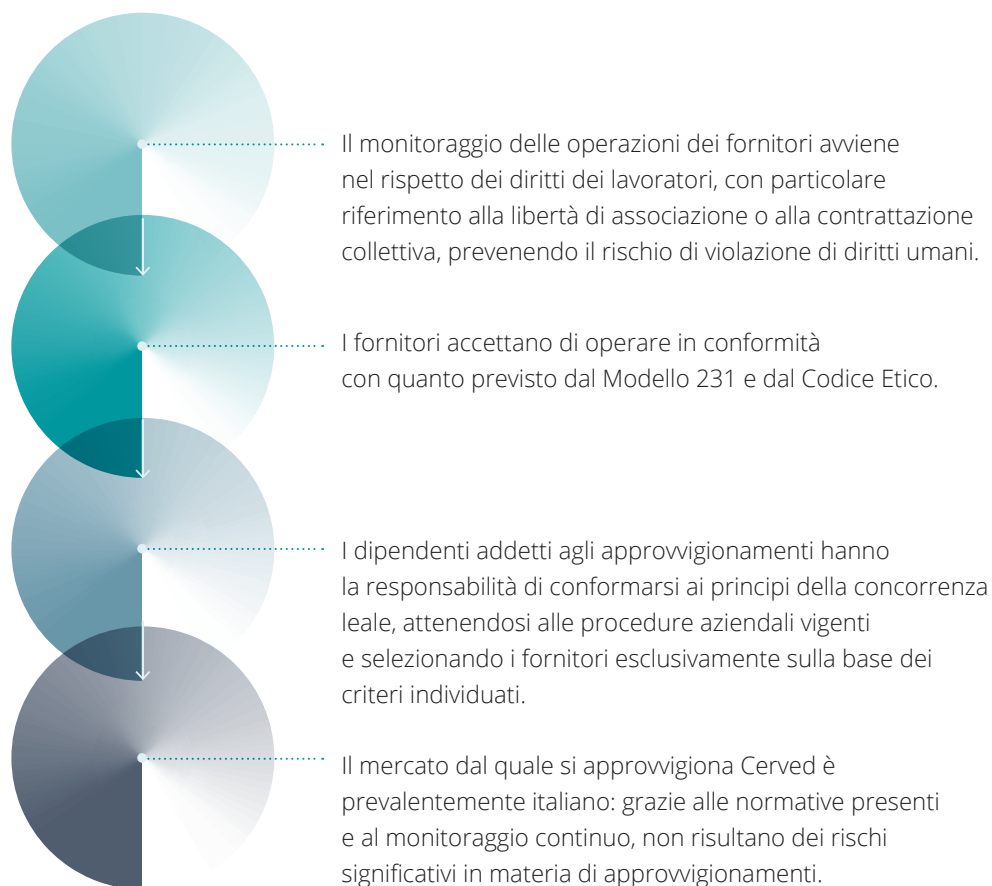 Il monitoraggio delle operazioni dei fornitori avviene
nel rispetto dei diritti dei lavoratori, con particolare
riferimento alla libertà di associazione o alla contrattazione
collettiva, prevenendo il rischio di violazione di diritti umani.
I fornitori accettano di operare in conformità
con quanto previsto dal Modello 231 e dal Codice Etico.
I dipendenti addetti agli approvvigionamenti hanno
la responsabilità di conformarsi ai principi della concorrenza
leale, attenendosi alle procedure aziendali vigenti
e selezionando i fornitori esclusivamente sulla base dei
criteri individuati.
Il mercato dal quale si approvvigiona Cerved è
prevalentemente italiano: grazie alle normative presenti
e al monitoraggio continuo, non risultano dei rischi
significativi in materia di approvvigionamenti.